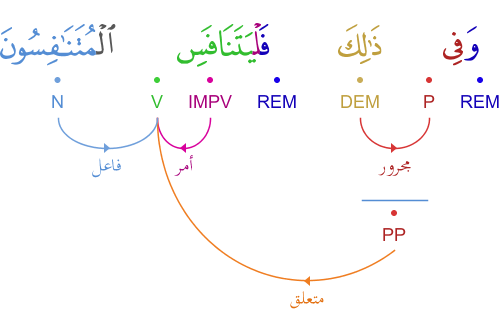 وَفِي ذَٰلِكَ فَلْيَتَنَافَسِ ٱلْمُتَنَـٰفِسُونَ
REM P DEM REM IMPV V N
مجرور أمر فاعل
PP
متعلق